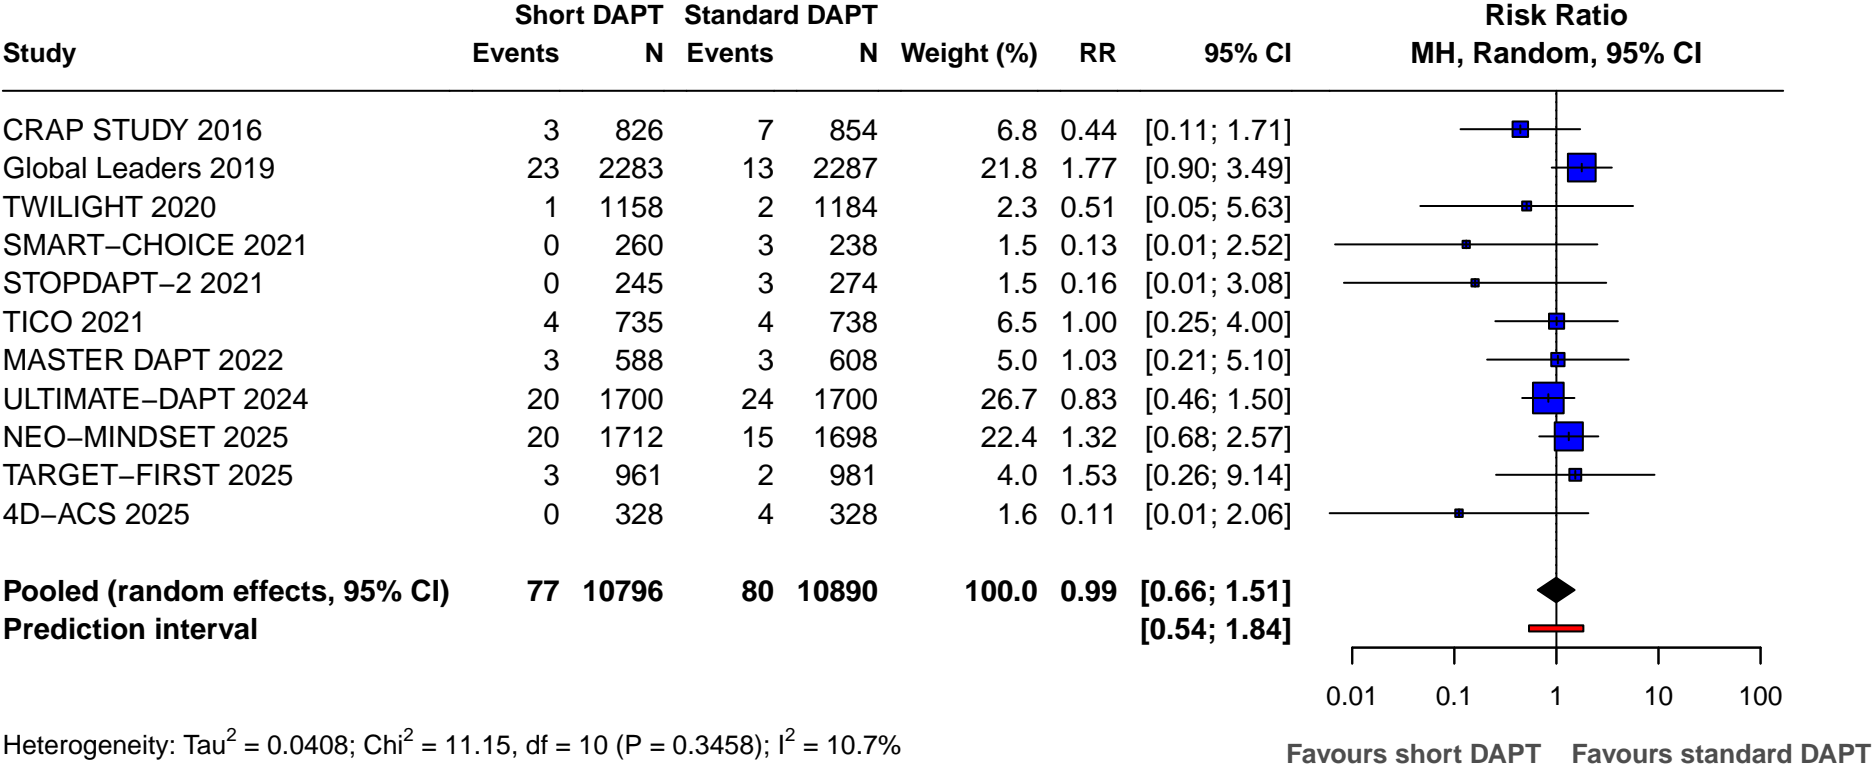 Short DAPT Standard DAPT Risk Ratio
Study Events N Events N Weight (%) RR 95% CI MH, Random, 95% CI
CRAP STUDY 2016 3 826 7 854 6.8 0.44 [0.11; 1.71]
Global Leaders 2019 23 2283 13 2287 21.8 1.77 [0.90; 3.49]
TWILIGHT 2020 1 1158 2 1184 2.3 0.51 [0.05; 5.63]
SMART−CHOICE 2021 0 260 3 238 1.5 0.13 [0.01; 2.52]
STOPDAPT−2 2021 0 245 3 274 1.5 0.16 [0.01; 3.08]
TICO 2021 4 735 4 738 6.5 1.00 [0.25; 4.00]
MASTER DAPT 2022 3 588 3 608 5.0 1.03 [0.21; 5.10]
ULTIMATE−DAPT 2024 20 1700 24 1700 26.7 0.83 [0.46; 1.50]
NEO−MINDSET 2025 20 1712 15 1698 22.4 1.32 [0.68; 2.57]
TARGET−FIRST 2025 3 961 2 981 4.0 1.53 [0.26; 9.14]
4D−ACS 2025 0 328 4 328 1.6 0.11 [0.01; 2.06]
Pooled (random effects, 95% CI) 77 10796 80 10890 100.0 0.99 [0.66; 1.51]
Prediction interval [0.54; 1.84]
0.01 0.1 1 10 100
Heterogeneity: Tau² = 0.0408; Chi² = 11.15, df = 10 (P = 0.3458); I² = 10.7%
Favours short DAPT Favours standard DAPT